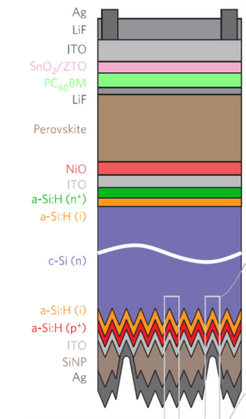 Ag
LiF
ITO
SnO₂/ZTO
PC₆₀BM
LiF
Perovskite
NiO
ITO
a-Si:H (n⁺)
a-Si:H (i)
c-Si (n)
a-Si:H (i)
a-Si:H (p⁺)
ITO
SiNP
Ag